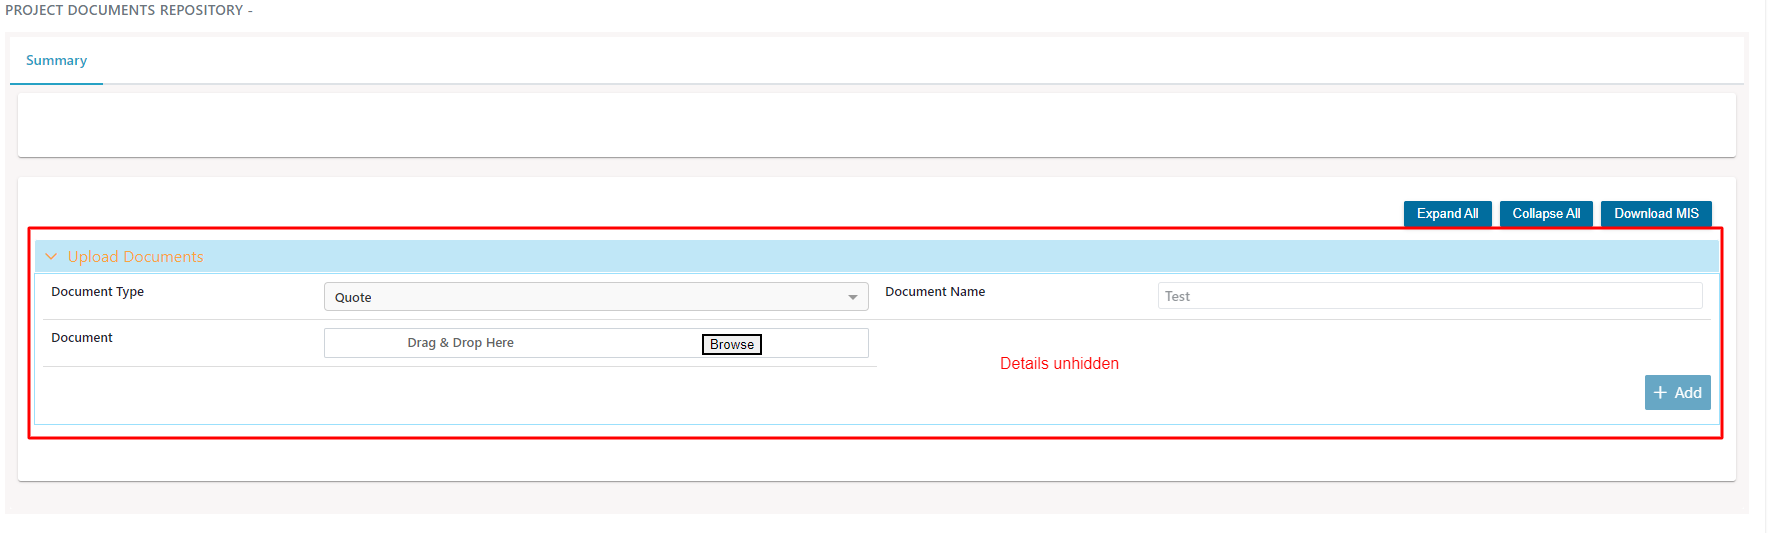 PROJECT DOCUMENTS REPOSITORY -
Summary
Expand All Collapse All Download MIS
Upload Documents
Document Type Quote Document Name Test
Document Drag & Drop Here Browse
Details unhidden
+ Add